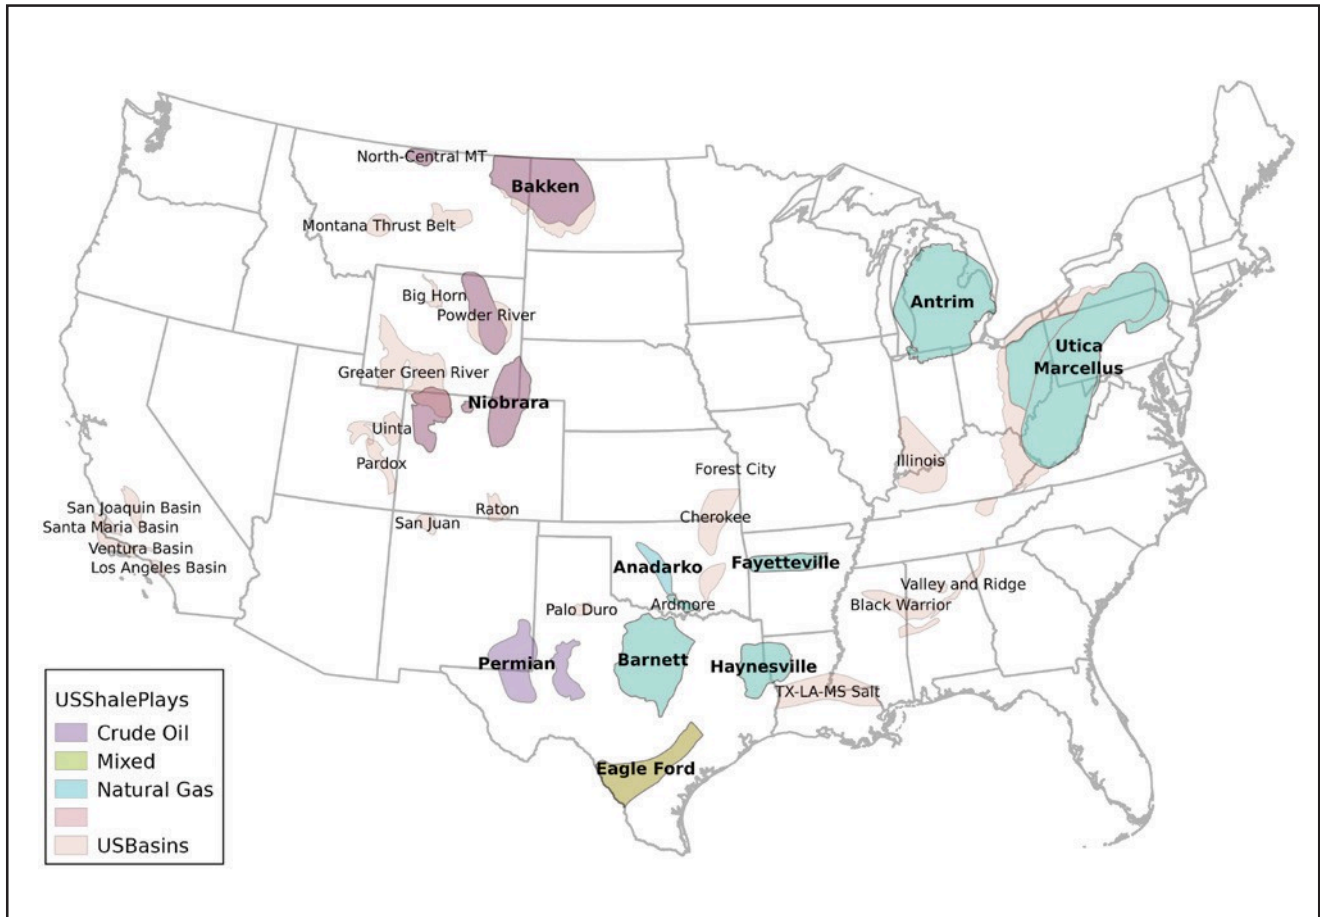 North-Central MT
Bakken
Montana Thrust Belt
Big Horn
Powder River
Antrim
Utica
Marcellus
Greater Green River
Niobrara
Uinta
Pardox
Illinois
Forest City
San Joaquin Basin
Raton
Cherokee
San Juan
Santa Maria Basin
Ventura Basin
Los Angeles Basin
Anadarko
Fayetteville
Valley and Ridge
Palo Duro
Ardmore
Black Warrior
Permian
Barnett
Haynesville
TX-LA-MS Salt
Eagle Ford
USShalePlays
Crude Oil
Mixed
Natural Gas
USBasins